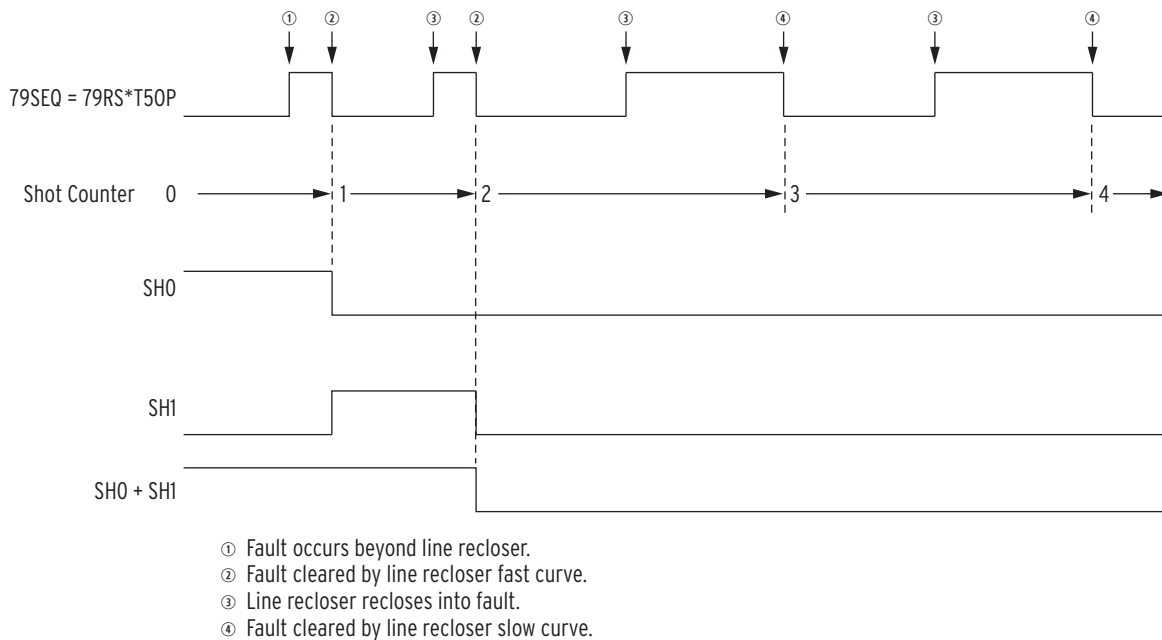 ① ② ③ ② ③ ④ ③ ④
79SEQ = 79RS*T50P
Shot Counter 0 1 2 3 4
SH0
SH1
SH0 + SH1
① Fault occurs beyond line recloser.
② Fault cleared by line recloser fast curve.
③ Line recloser recloses into fault.
④ Fault cleared by line recloser slow curve.